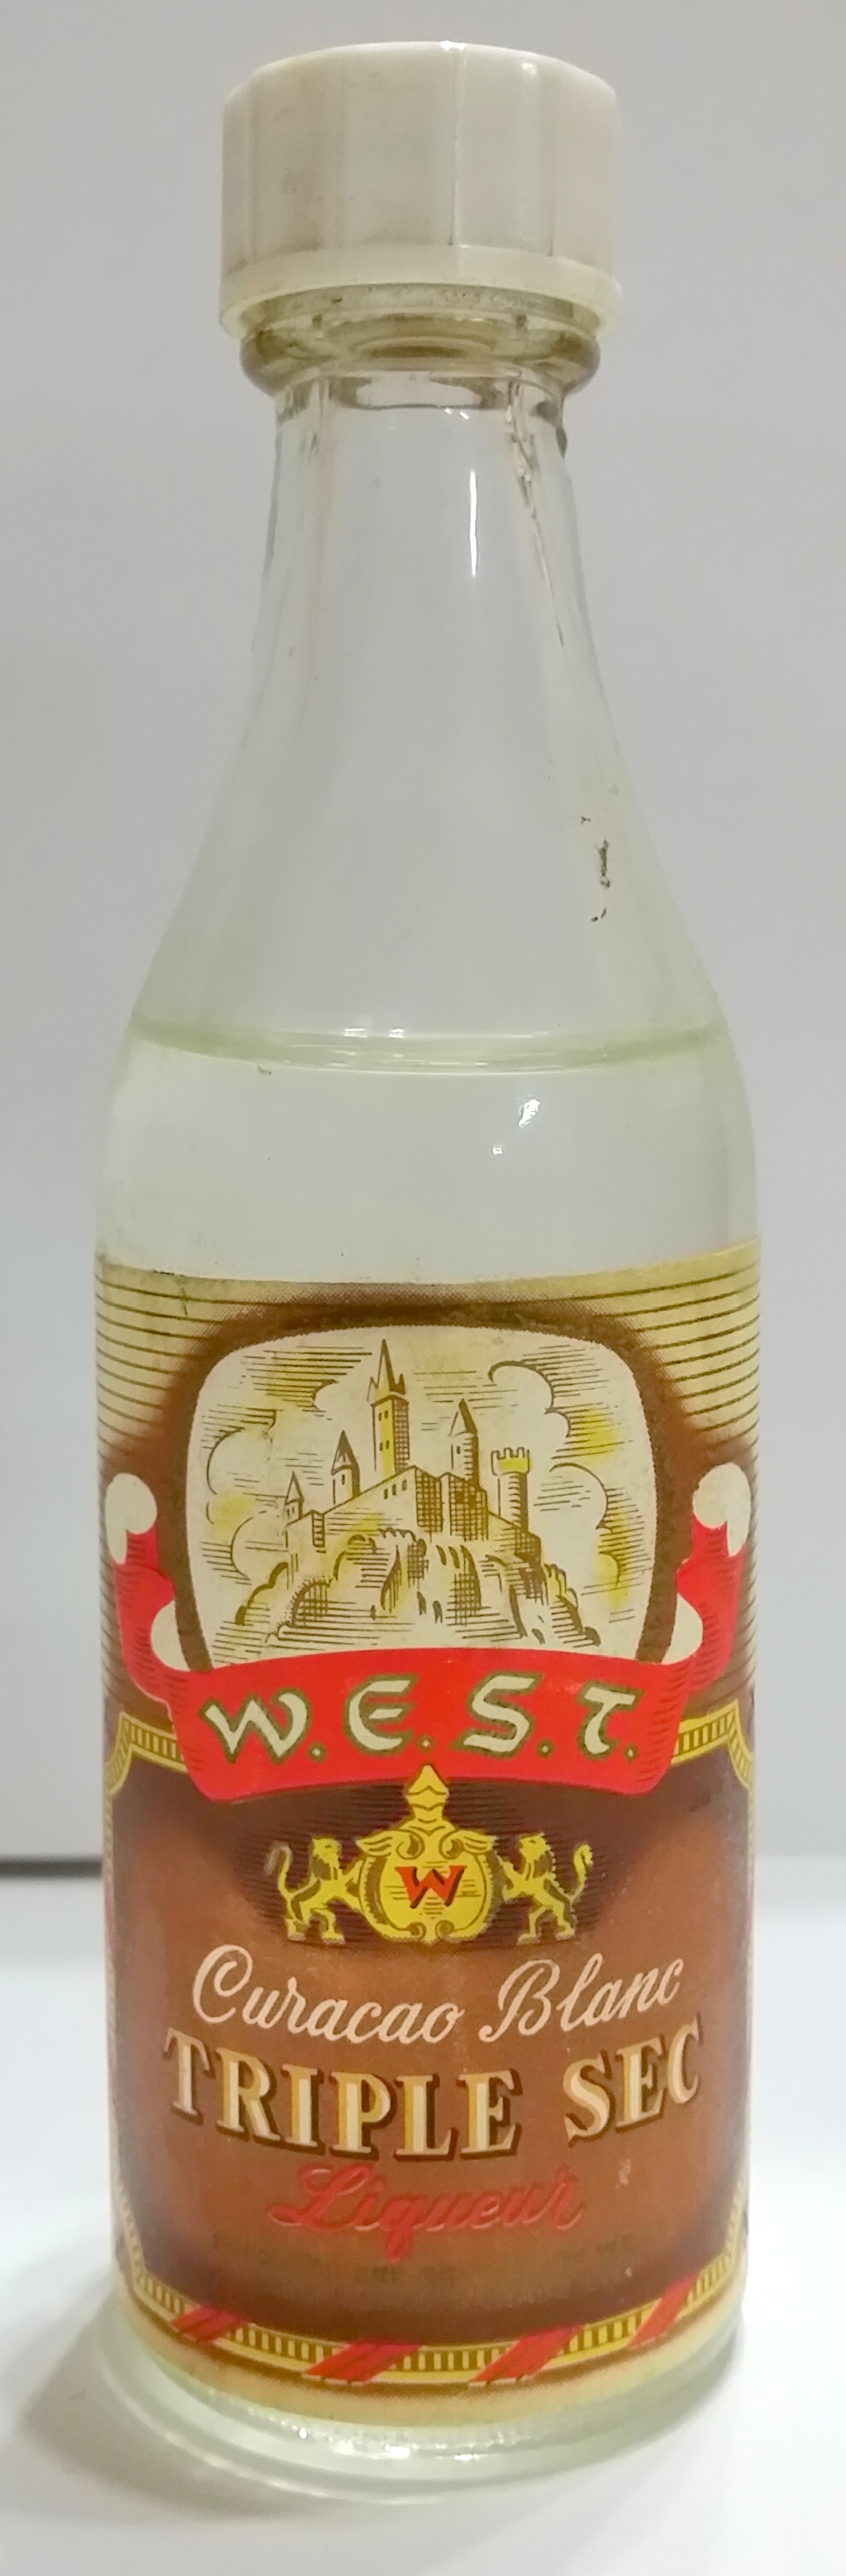 W.E.S.T.
W
Curacao Blanc
TRIPLE SEC
Liqueur